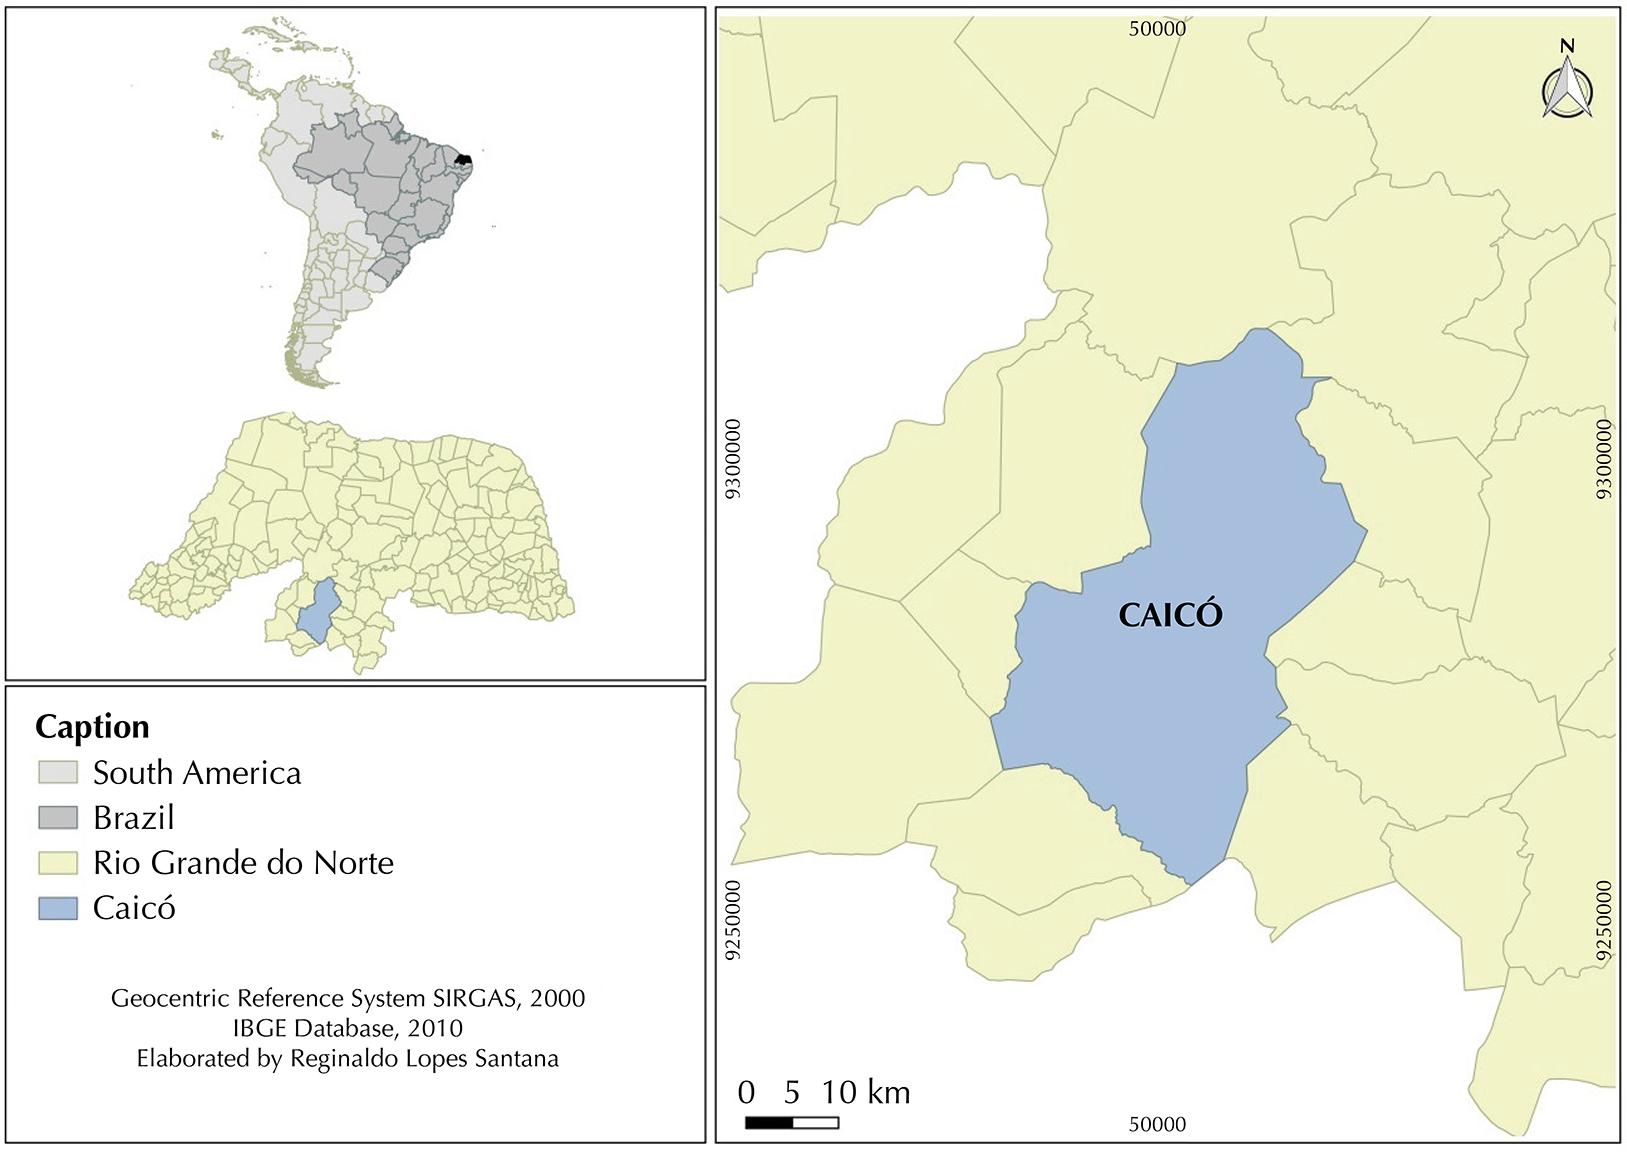 50000
N
9300000
9300000
CAICÓ
Caption
South America
Brazil
Rio Grande do Norte
Caicó
9250000
9250000
Geocentric Reference System SIRGAS, 2000
IBGE Database, 2010
Elaborated by Reginaldo Lopes Santana
0 5 10 km
50000